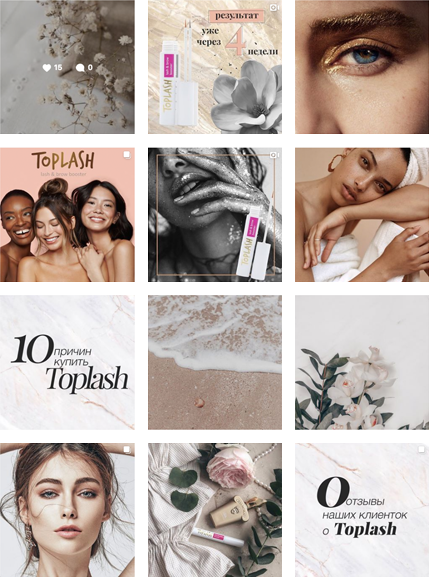 15 0
результат
уже
через 4 недели
TOPLASH
TOPLASH
lash & brow booster
TOPLASH
10 причин
купить
Toplash
Отзывы
наших клиенток
о Toplash